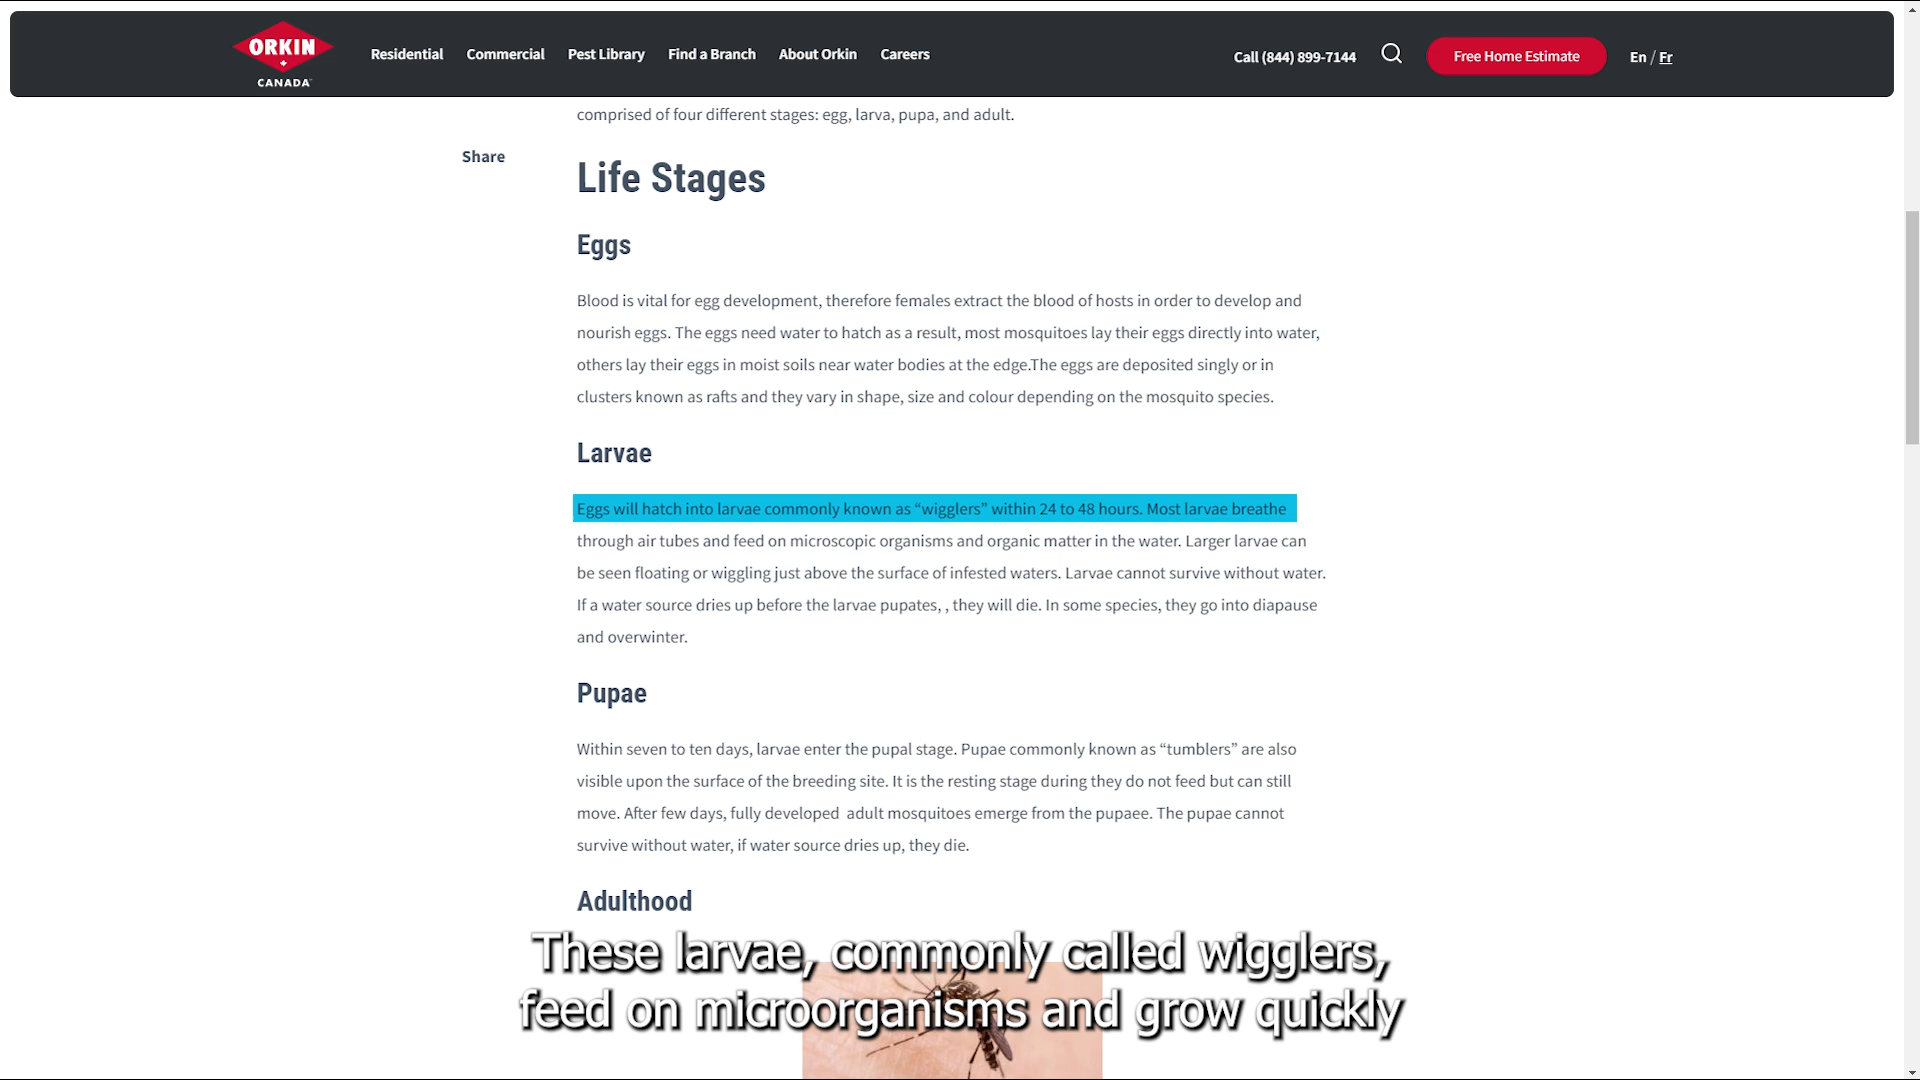 ORKIN
CANADA
Residential Commercial Pest Library Find a Branch About Orkin Careers
Call (844) 899-7144
Free Home Estimate
En / Fr
comprised of four different stages: egg, larva, pupa, and adult.
Share
Life Stages
Eggs
Blood is vital for egg development, therefore females extract the blood of hosts in order to develop and
nourish eggs. The eggs need water to hatch as a result, most mosquitoes lay their eggs directly into water,
others lay their eggs in moist soils near water bodies at the edge.The eggs are deposited singly or in
clusters known as rafts and they vary in shape, size and colour depending on the mosquito species.
Larvae
Eggs will hatch into larvae commonly known as “wigglers” within 24 to 48 hours. Most larvae breathe
through air tubes and feed on microscopic organisms and organic matter in the water. Larger larvae can
be seen floating or wiggling just above the surface of infested waters. Larvae cannot survive without water.
If a water source dries up before the larvae pupates, , they will die. In some species, they go into diapause
and overwinter.
Pupae
Within seven to ten days, larvae enter the pupal stage. Pupae commonly known as “tumblers” are also
visible upon the surface of the breeding site. It is the resting stage during they do not feed but can still
move. After few days, fully developed  adult mosquitoes emerge from the pupaee. The pupae cannot
survive without water, if water source dries up, they die.
Adulthood
These larvae, commonly called wigglers,
feed on microorganisms and grow quickly